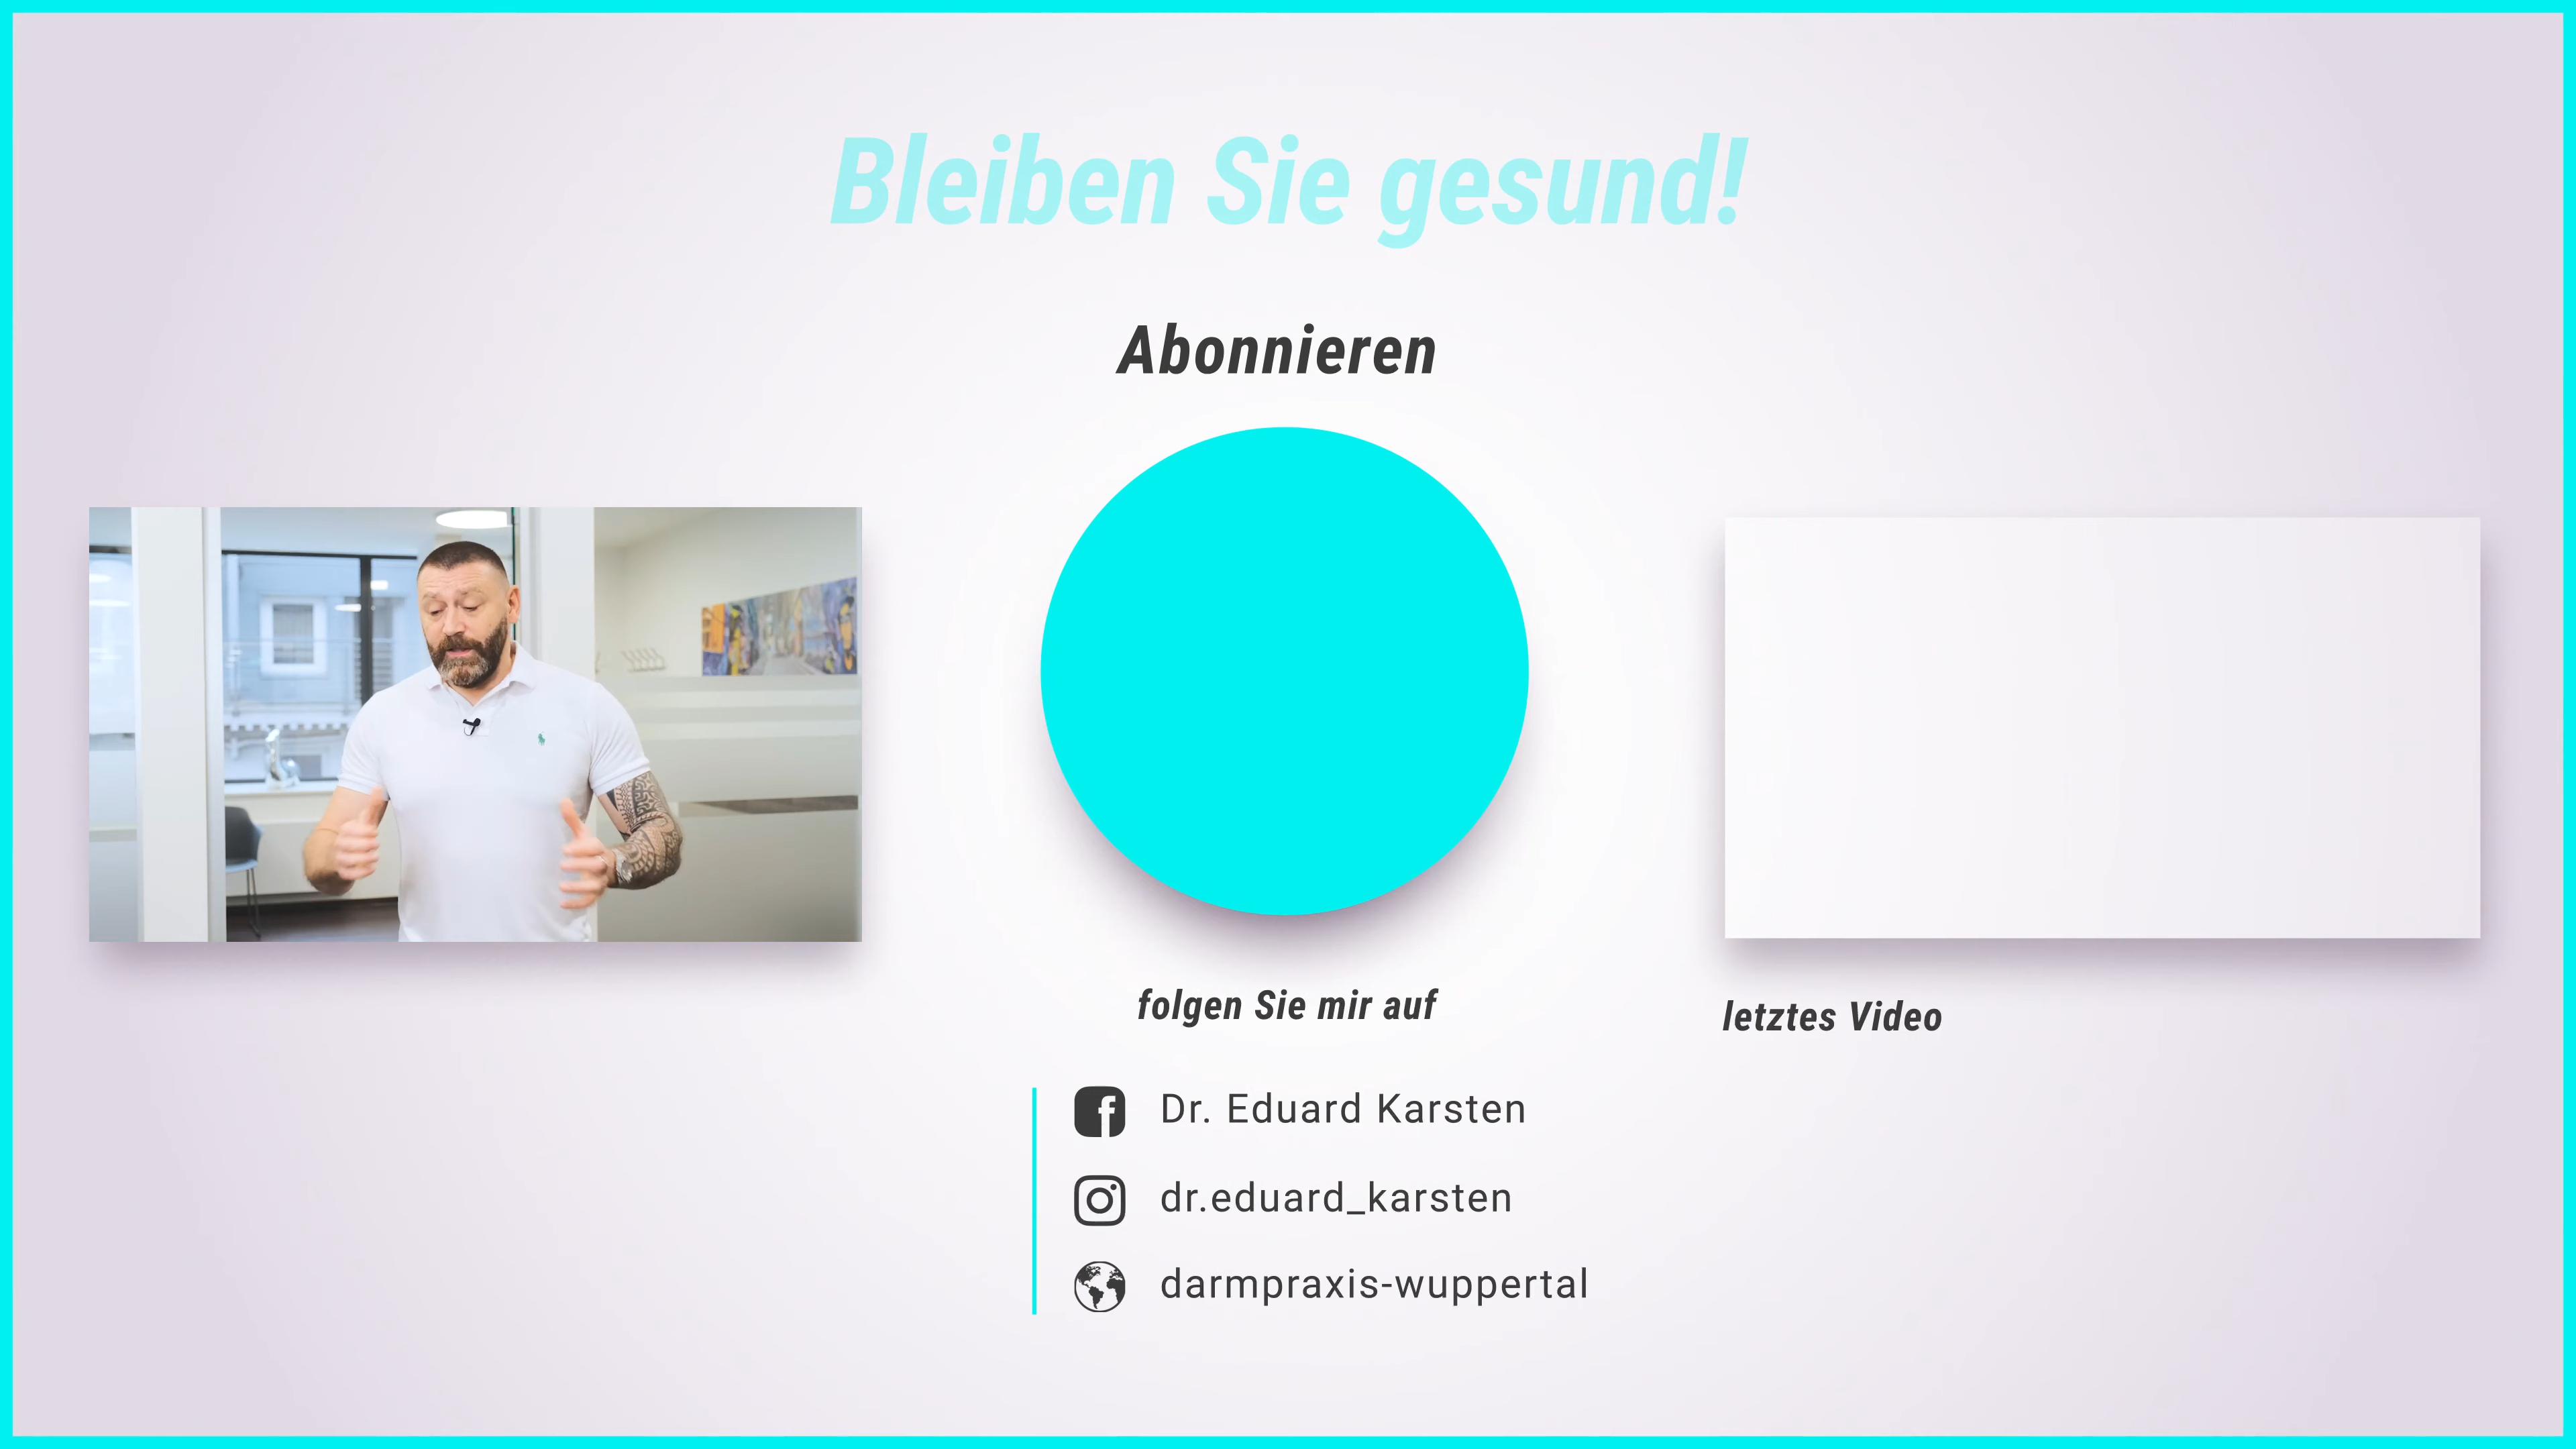 Bleiben Sie gesund!
Abonnieren
folgen Sie mir auf
letztes Video
Dr. Eduard Karsten
dr.eduard_karsten
darmpraxis-wuppertal